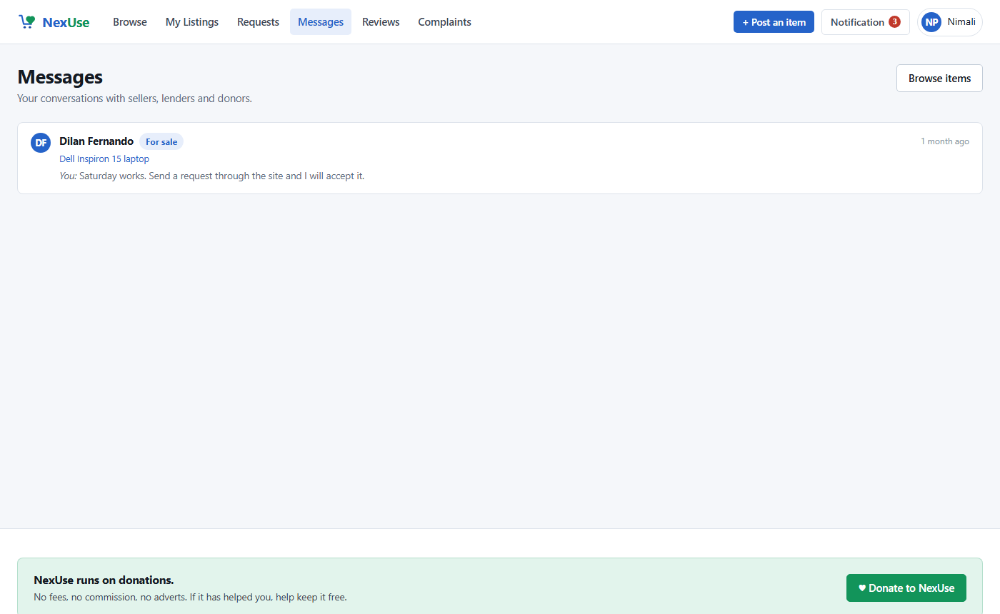 NexUse Browse My Listings Requests Messages Reviews Complaints + Post an item Notification 3 NP Nimali
Messages
Browse items
Your conversations with sellers, lenders and donors.
DF Dilan Fernando For sale 1 month ago
Dell Inspiron 15 laptop
You: Saturday works. Send a request through the site and I will accept it.
NexUse runs on donations.
No fees, no commission, no adverts. If it has helped you, help keep it free.
♥ Donate to NexUse